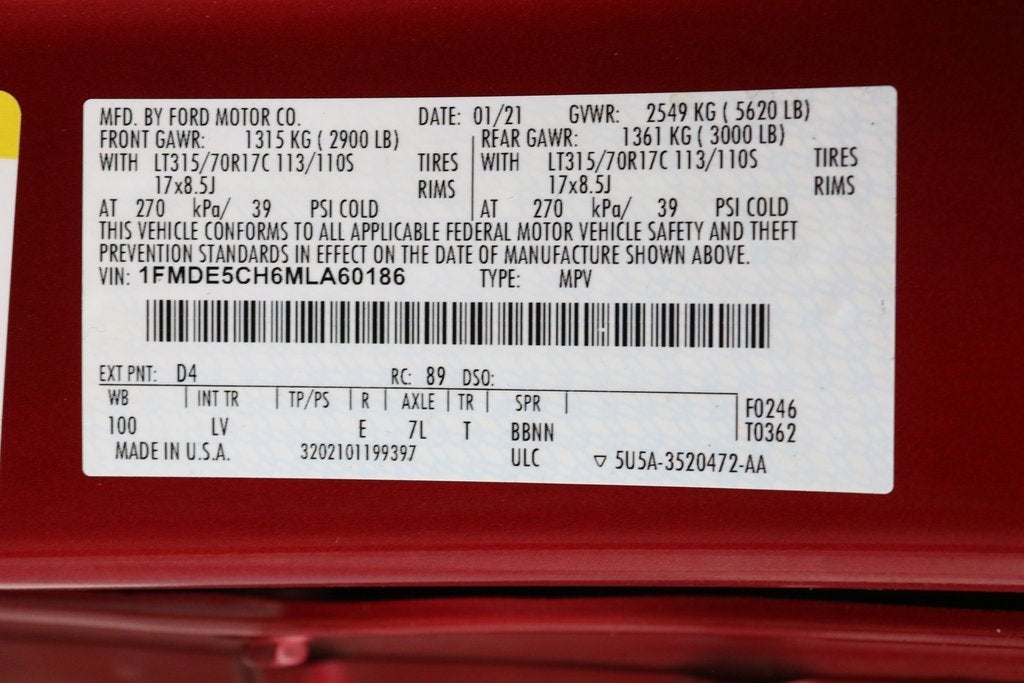 MFD. BY FORD MOTOR CO. DATE: 01/21 GVWR: 2549 KG ( 5620 LB)
FRONT GAWR: 1315 KG ( 2900 LB) REAR GAWR: 1361 KG ( 3000 LB)
WITH LT315/70R17C 113/110S TIRES WITH LT315/70R17C 113/110S TIRES
17x8.5J RIMS 17x8.5J RIMS
AT 270 kPa/ 39 PSI COLD AT 270 kPa/ 39 PSI COLD
THIS VEHICLE CONFORMS TO ALL APPLICABLE FEDERAL MOTOR VEHICLE SAFETY AND THEFT
PREVENTION STANDARDS IN EFFECT ON THE DATE OF MANUFACTURE SHOWN ABOVE.
VIN: 1FMDE5CH6MLA60186 TYPE: MPV
EXT PNT: D4 RC: 89 DSO:
WB INT TR TP/PS R AXLE TR SPR F0246
100 LV E 7L T BBNN T0362
MADE IN U.S.A. 3202101199397 ULC ▽ 5U5A-3520472-AA